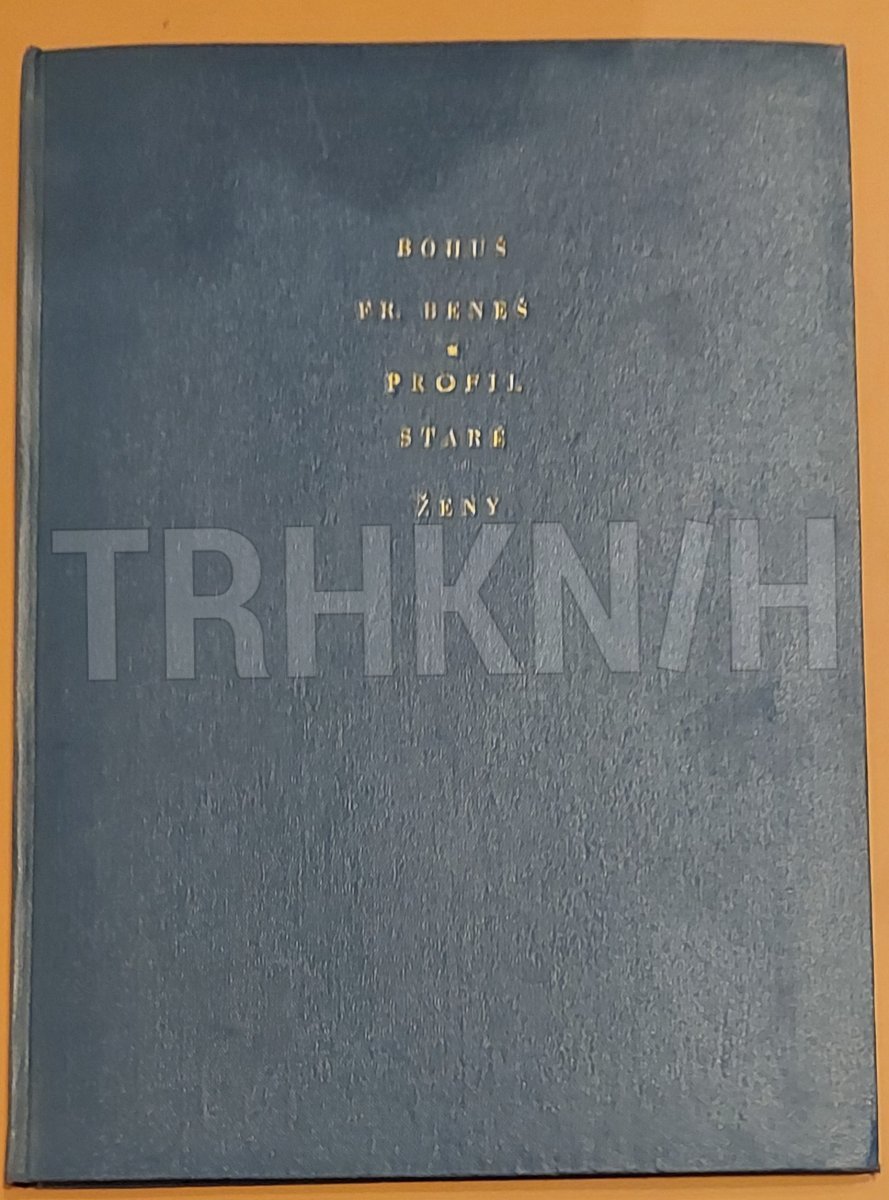 BOHUŠ
FR. BENEŠ
PROFIL
STARÉ
ŽENY
TRHKN/H